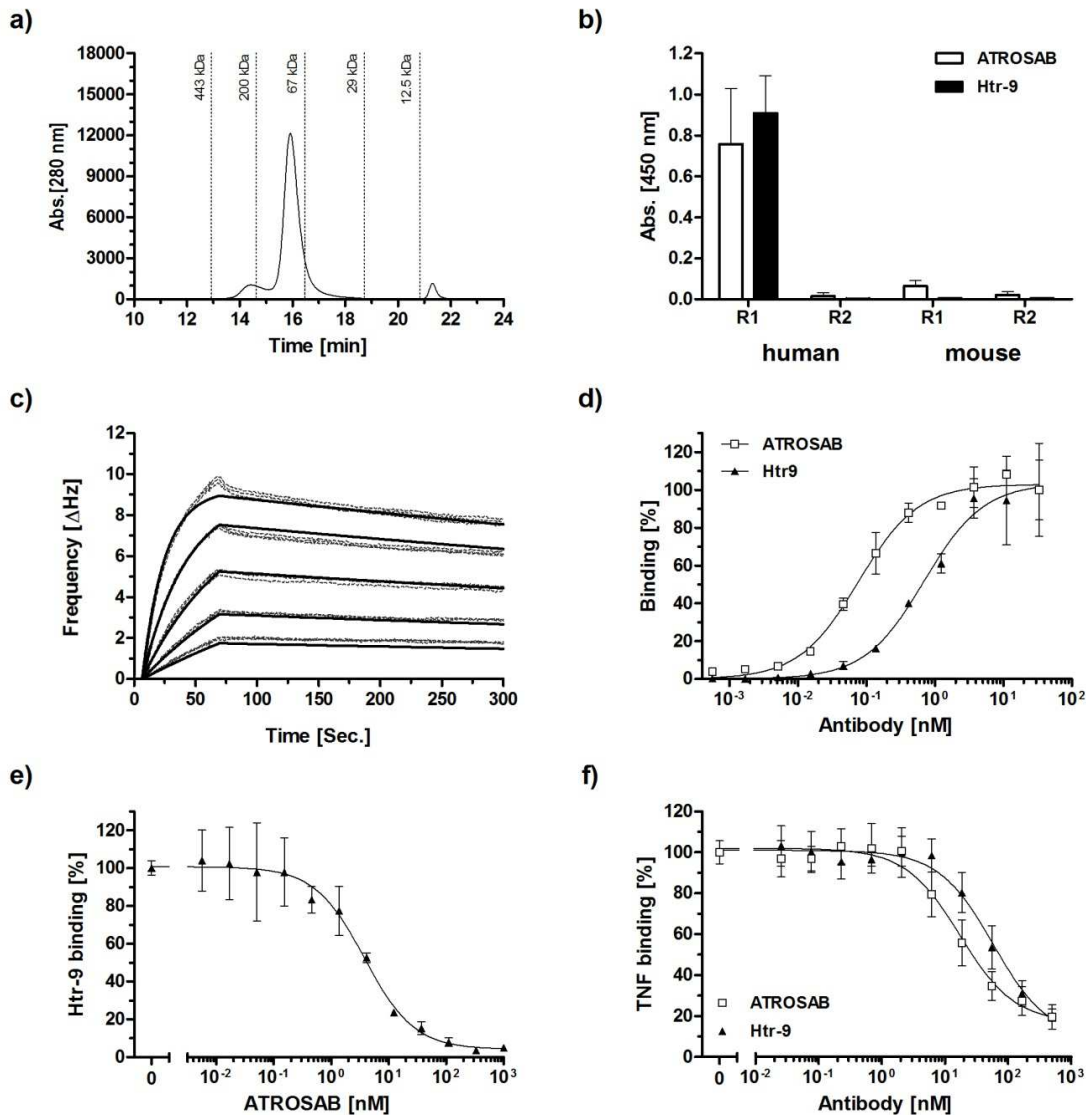 a)
18000
15000
12000
9000
6000
3000
0
Abs.[280 nm]
443 kDa
200 kDa
67 kDa
29 kDa
12.5 kDa
10 12 14 16 18 20 22 24
Time [min]
b)
1.2
1.0
0.8
0.6
0.4
0.2
0.0
Abs. [450 nm]
ATROSAB
Htr-9
R1 R2 R1 R2
human mouse
c)
12
10
8
6
4
2
0
Frequency [ΔHz]
0 50 100 150 200 250 300
Time [Sec.]
d)
120
100
80
60
40
20
0
Binding [%]
ATROSAB
Htr9
10-3 10-2 10-1 100 101 102
Antibody [nM]
e)
120
100
80
60
40
20
0
Htr-9 binding [%]
0 10-2 10-1 100 101 102 103
ATROSAB [nM]
f)
120
100
80
60
40
20
0
TNF binding [%]
ATROSAB
Htr-9
0 10-2 10-1 100 101 102 103
Antibody [nM]